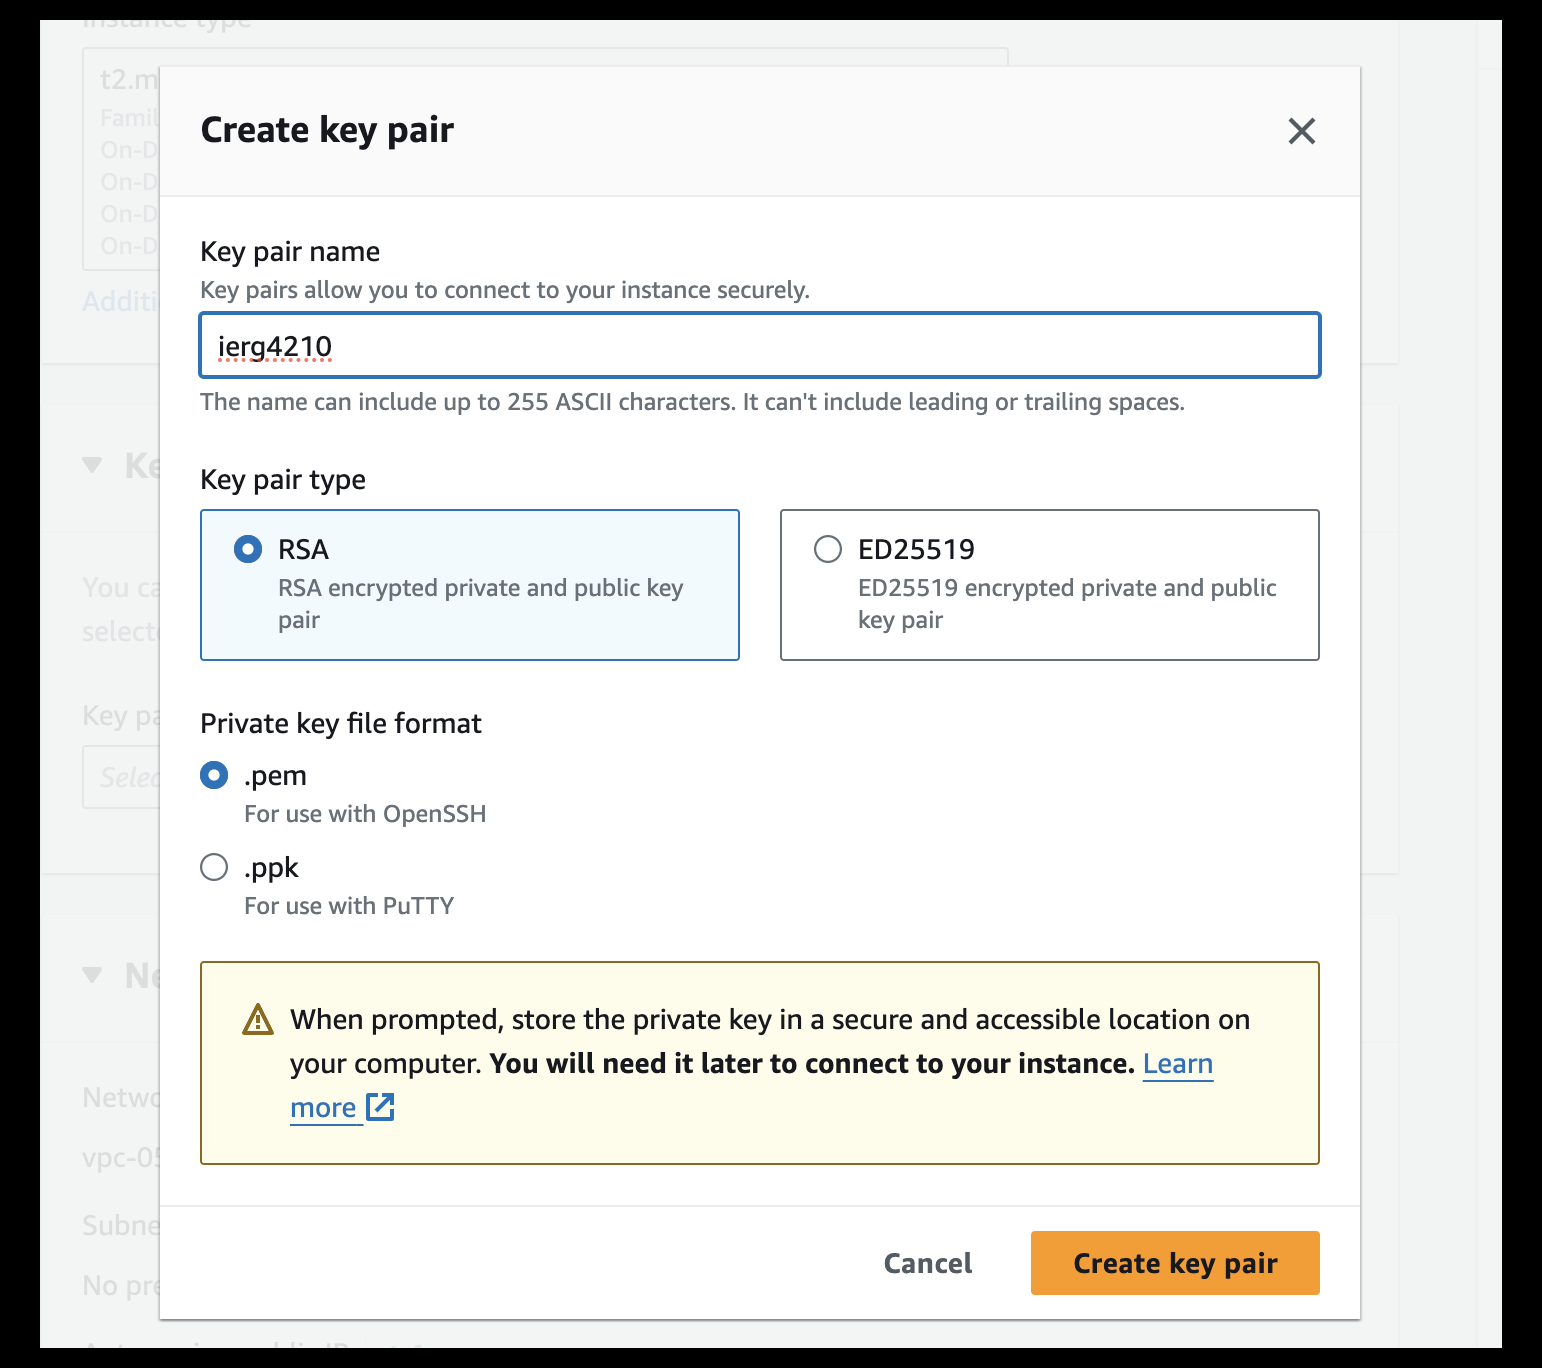 Instance type
t2.m
Famil
On-D
On-D
On-D
On-D
Additi
Create key pair
Key pair name
Key pairs allow you to connect to your instance securely.
ierg4210
The name can include up to 255 ASCII characters. It can't include leading or trailing spaces.
Ke
Key pair type
RSA
RSA encrypted private and public key
pair
ED25519
ED25519 encrypted private and public
key pair
You ca
selecte
Key pa
Selec
Private key file format
.pem
For use with OpenSSH
.ppk
For use with PuTTY
Ne
When prompted, store the private key in a secure and accessible location on
your computer. You will need it later to connect to your instance. Learn
more
Netwo
vpc-05
Subne
No pre
Cancel
Create key pair